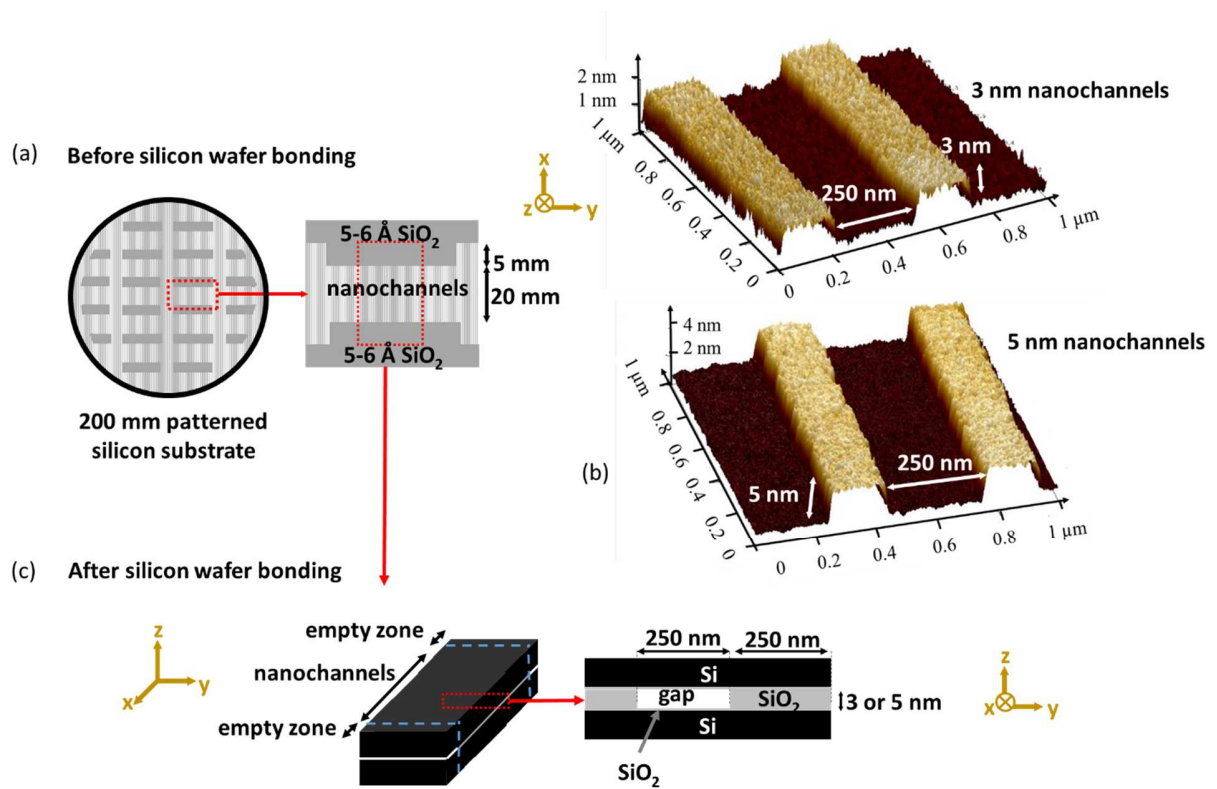 (a) Before silicon wafer bonding
200 mm patterned
silicon substrate
x
z
y
5-6 Å SiO₂
nanochannels
5-6 Å SiO₂
5 mm
20 mm
2 nm
1 nm
1 µm
0.8
0.6
0.4
0.2
0
0
0.2
0.4
0.6
0.8
1 µm
250 nm
3 nm
3 nm nanochannels
4 nm
2 nm
1 µm
0.8
0.6
0.4
0.2
0
0
0.2
0.4
0.6
0.8
1 µm
5 nm
250 nm
5 nm nanochannels
(b)
(c) After silicon wafer bonding
z
x
y
empty zone
nanochannels
empty zone
250 nm 250 nm
Si
gap
SiO₂
Si
SiO₂
3 or 5 nm
z
x
y